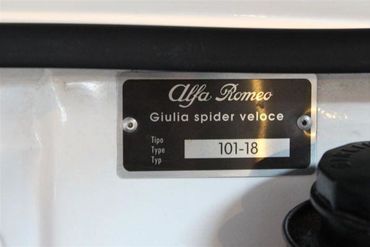 Alfa Romeo
Giulia spider veloce
Tipo
Type 101-18
Typ